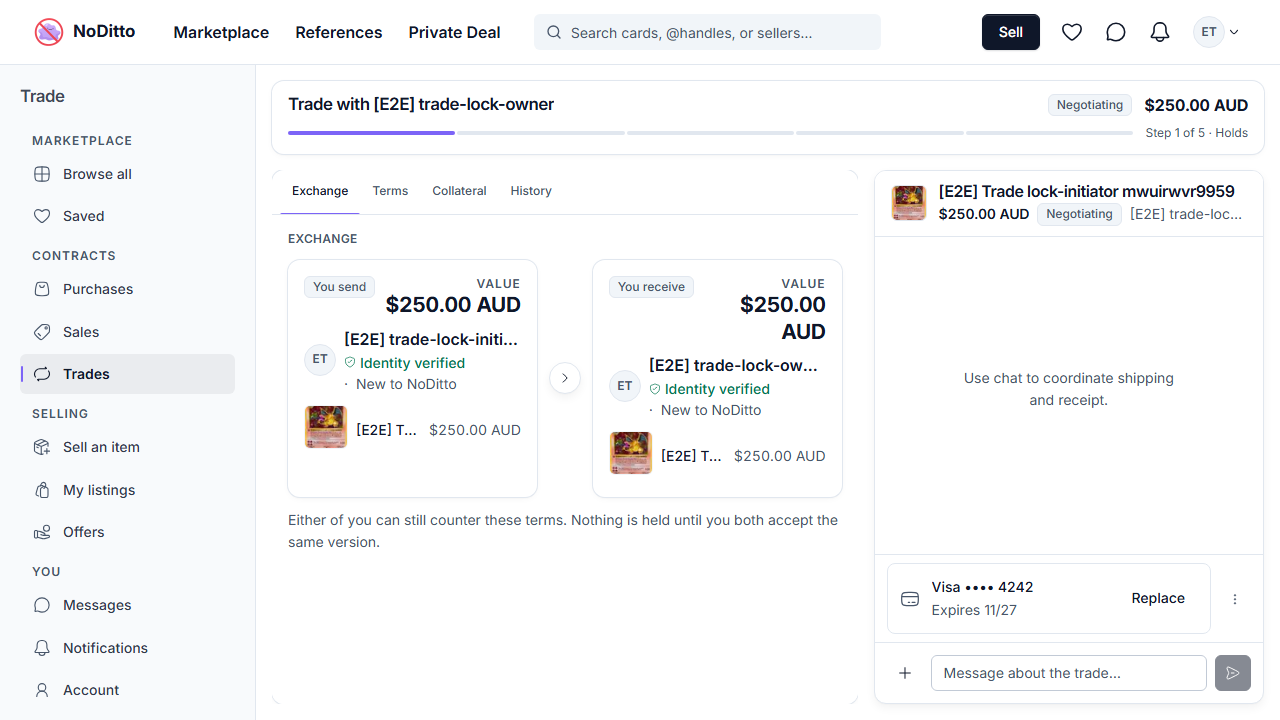 NoDitto
Marketplace
References
Private Deal
Search cards, @handles, or sellers...
Sell
ET
Trade
MARKETPLACE
Browse all
Saved
CONTRACTS
Purchases
Sales
Trades
SELLING
Sell an item
My listings
Offers
YOU
Messages
Notifications
Account
Trade with [E2E] trade-lock-owner
Negotiating
$250.00 AUD
Step 1 of 5 · Holds
Exchange
Terms
Collateral
History
EXCHANGE
You send
VALUE
$250.00 AUD
ET
[E2E] trade-lock-initi...
Identity verified
· New to NoDitto
[E2E] T...
$250.00 AUD
You receive
VALUE
$250.00
AUD
ET
[E2E] trade-lock-ow...
Identity verified
· New to NoDitto
[E2E] T...
$250.00 AUD
Either of you can still counter these terms. Nothing is held until you both accept the
same version.
[E2E] Trade lock-initiator mwuirwvr9959
$250.00 AUD
Negotiating
[E2E] trade-loc...
Use chat to coordinate shipping
and receipt.
Visa •••• 4242
Expires 11/27
Replace
Message about the trade...